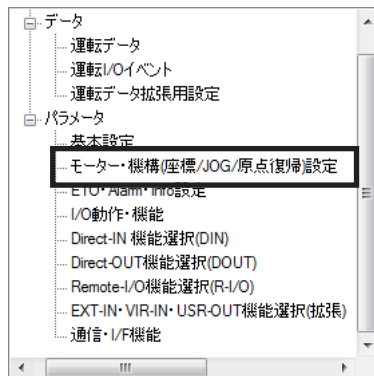 データ
運転データ
運転I/Oイベント
運転データ拡張用設定
パラメータ
基本設定
モーター・機構(座標/JOG/原点復帰)設定
ETO・Alarm・Info設定
I/O動作・機能
Direct-IN 機能選択(DIN)
Direct-OUT機能選択(DOUT)
Remote-I/O機能選択(R-I/O)
EXT-IN・VIR-IN・USR-OUT機能選択(拡張)
通信・I/F機能